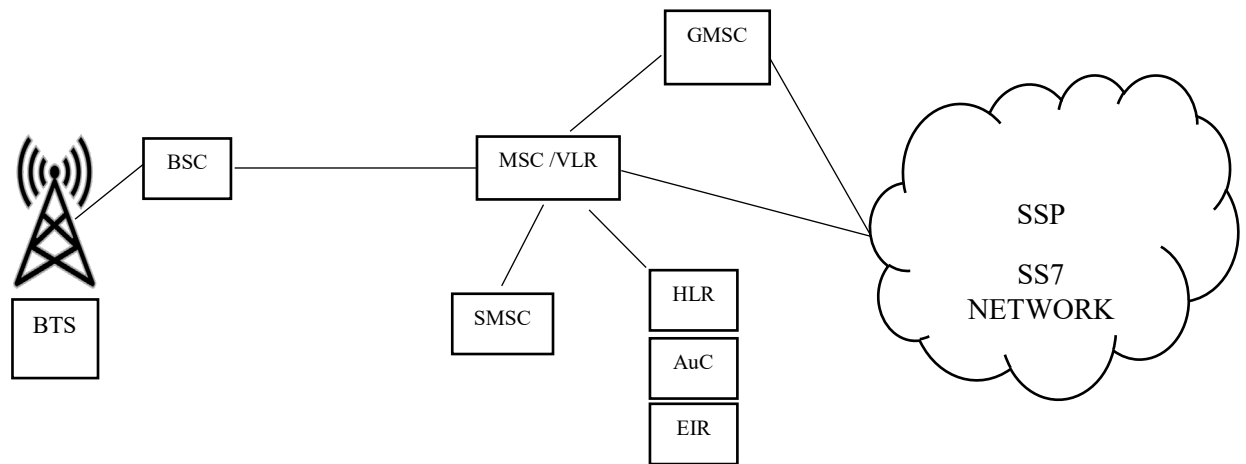 GMSC
BSC
MSC /VLR
SSP
SS7
NETWORK
HLR
SMSC
BTS
AuC
EIR